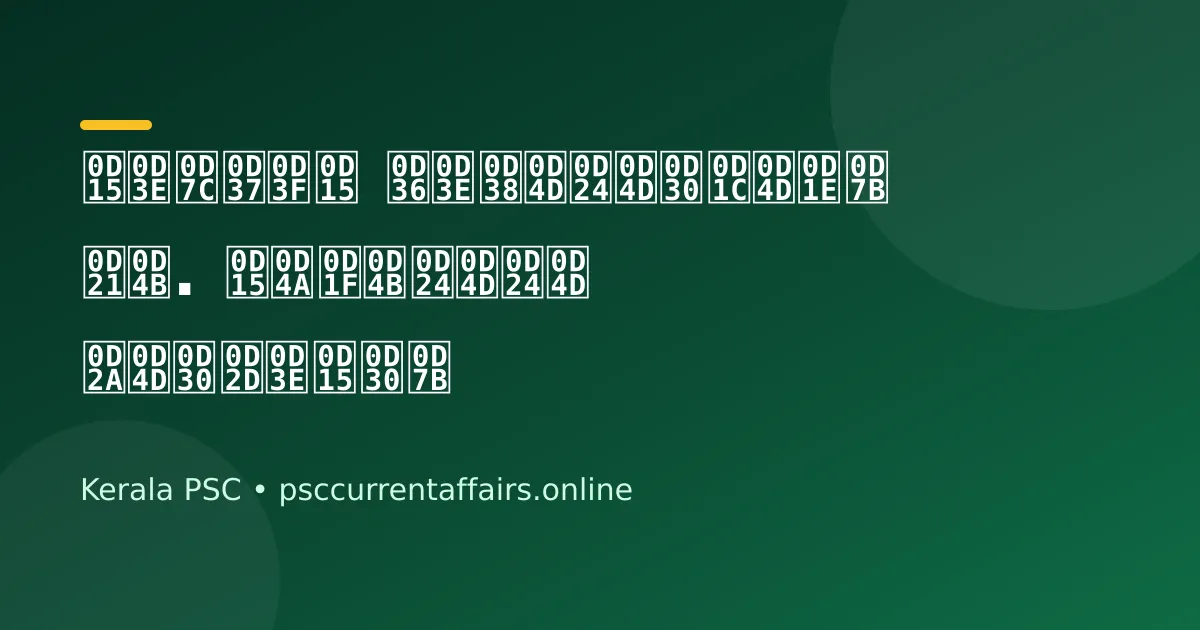 കാർഷിക ശാസ്ത്രജ്ഞൻ
ഡോ. കൊടോത്ത്
പ്രഭാകരൻ
Kerala PSC • psccurrentaffairs.online